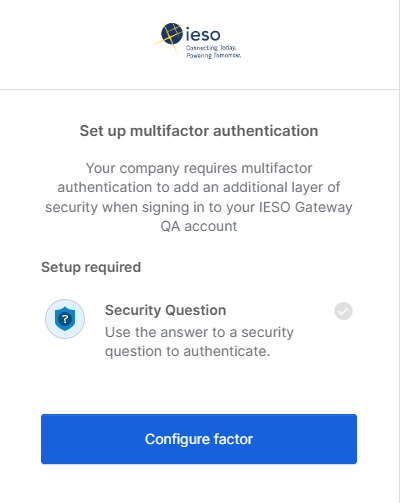 ieso
Connecting Today.
Powering Tomorrow.
Set up multifactor authentication
Your company requires multifactor
authentication to add an additional layer of
security when signing in to your IESO Gateway
QA account
Setup required
?
Security Question
Use the answer to a security
question to authenticate.
Configure factor